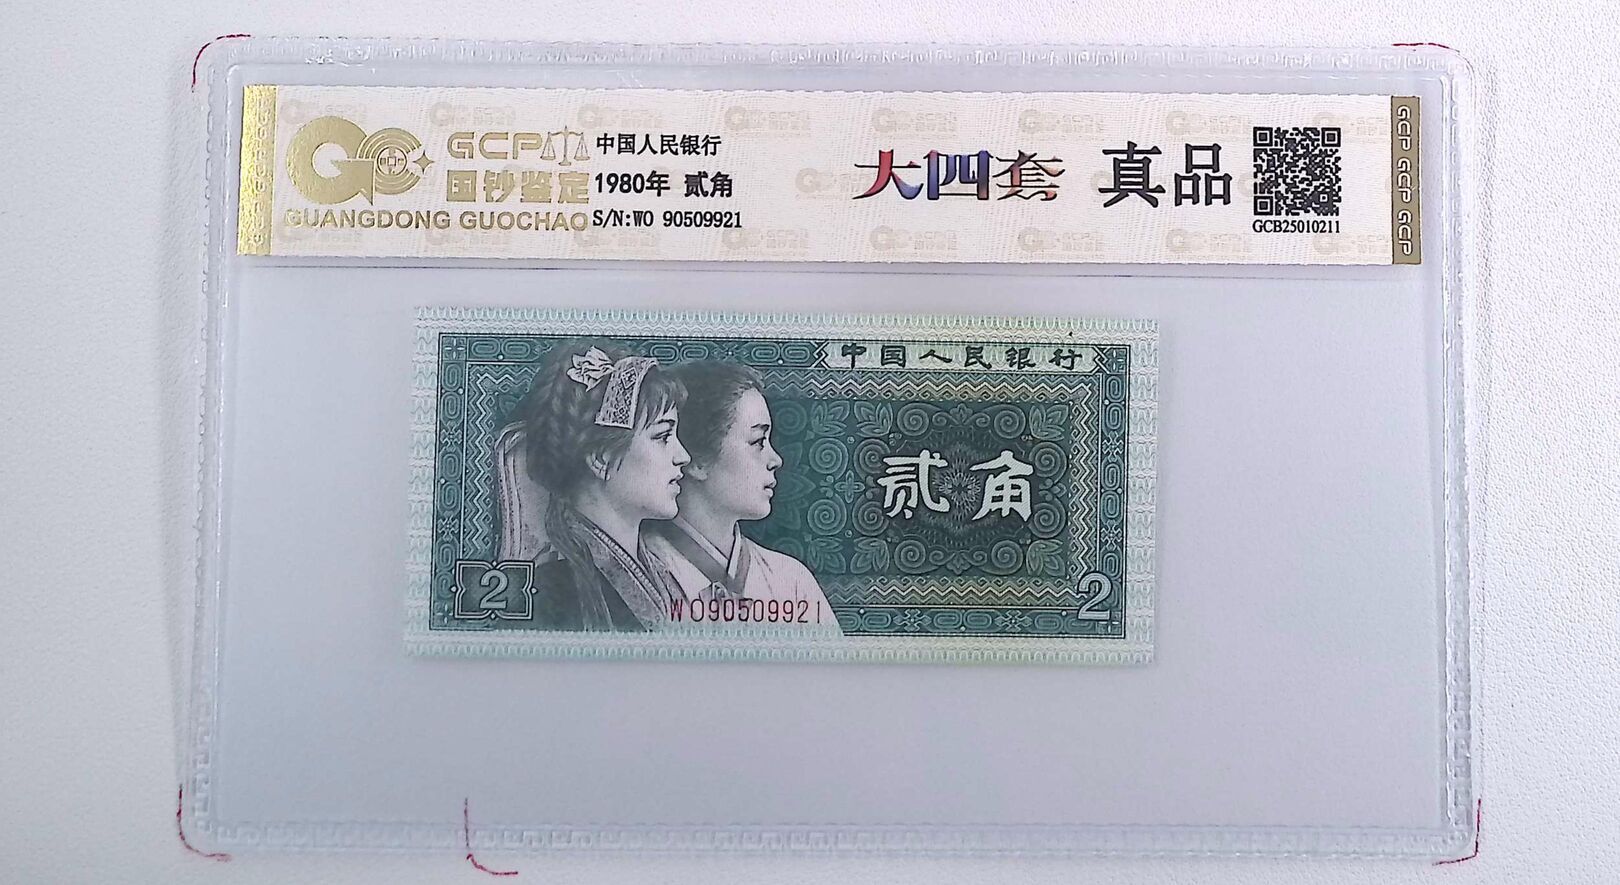 GCP
国钞鉴定
GUANGDONG GUOCHAO
中国人民银行
1980年 贰角
S/N:WO 90509921
大四套 真品
GCB25010211
GCP GCP GCP
中国人民银行
贰角
2
2
WO90509921